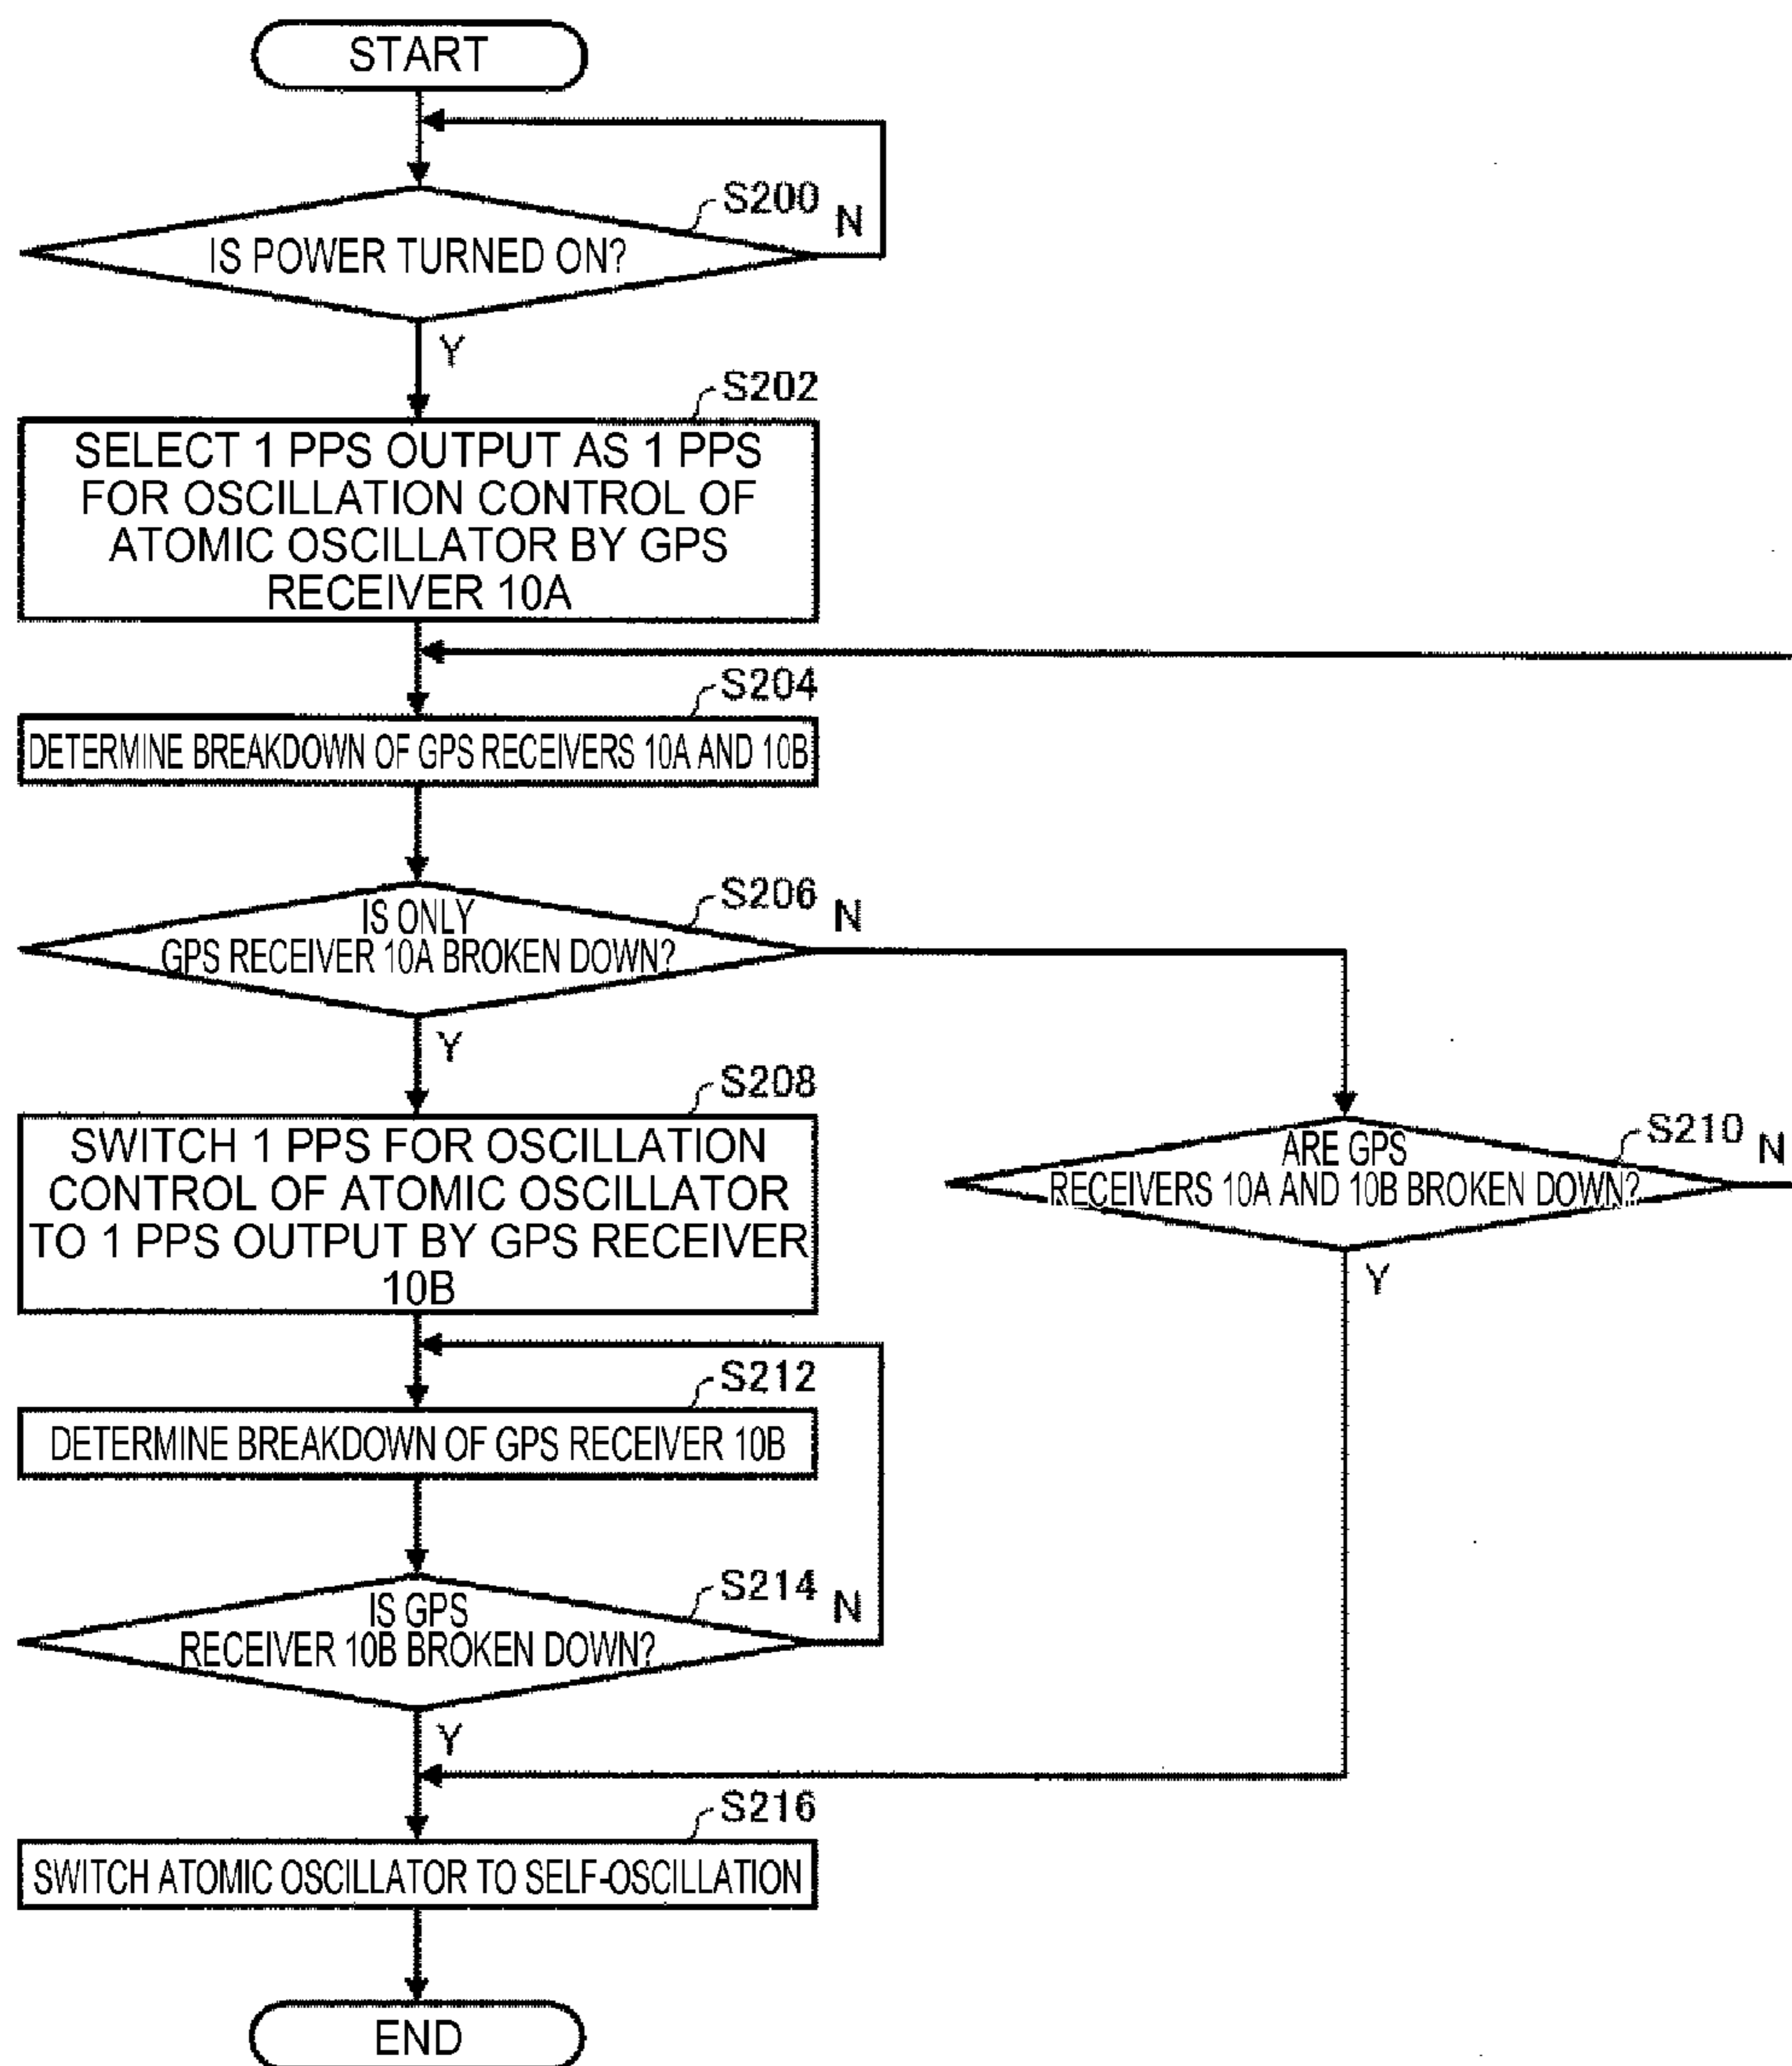 START
S200
N
IS POWER TURNED ON?
Y
S202
SELECT 1 PPS OUTPUT AS 1 PPS
FOR OSCILLATION CONTROL OF
ATOMIC OSCILLATOR BY GPS
RECEIVER 10A
S204
DETERMINE BREAKDOWN OF GPS RECEIVERS 10A AND 10B
S206
N
IS ONLY
GPS RECEIVER 10A BROKEN DOWN?
Y
S208
SWITCH 1 PPS FOR OSCILLATION
CONTROL OF ATOMIC OSCILLATOR
TO 1 PPS OUTPUT BY GPS RECEIVER
10B
S210
N
ARE GPS
RECEIVERS 10A AND 10B BROKEN DOWN?
Y
S212
DETERMINE BREAKDOWN OF GPS RECEIVER 10B
S214
N
IS GPS
RECEIVER 10B BROKEN DOWN?
Y
S216
SWITCH ATOMIC OSCILLATOR TO SELF-OSCILLATION
END